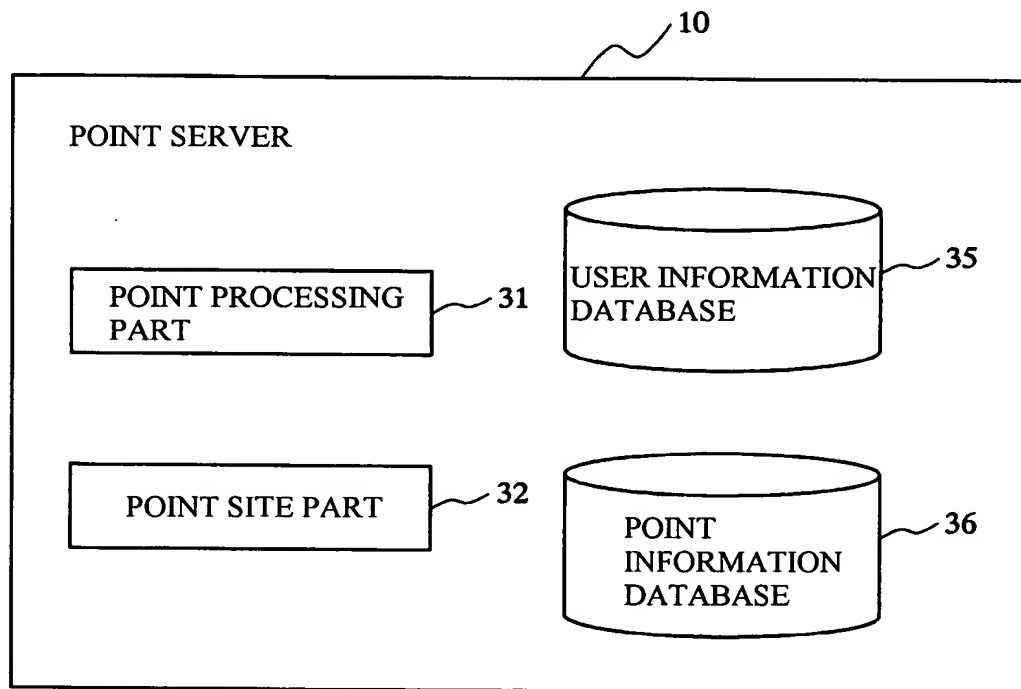 10
POINT SERVER
POINT PROCESSING
PART
31
USER INFORMATION
DATABASE
35
POINT SITE PART
32
POINT
INFORMATION
DATABASE
36